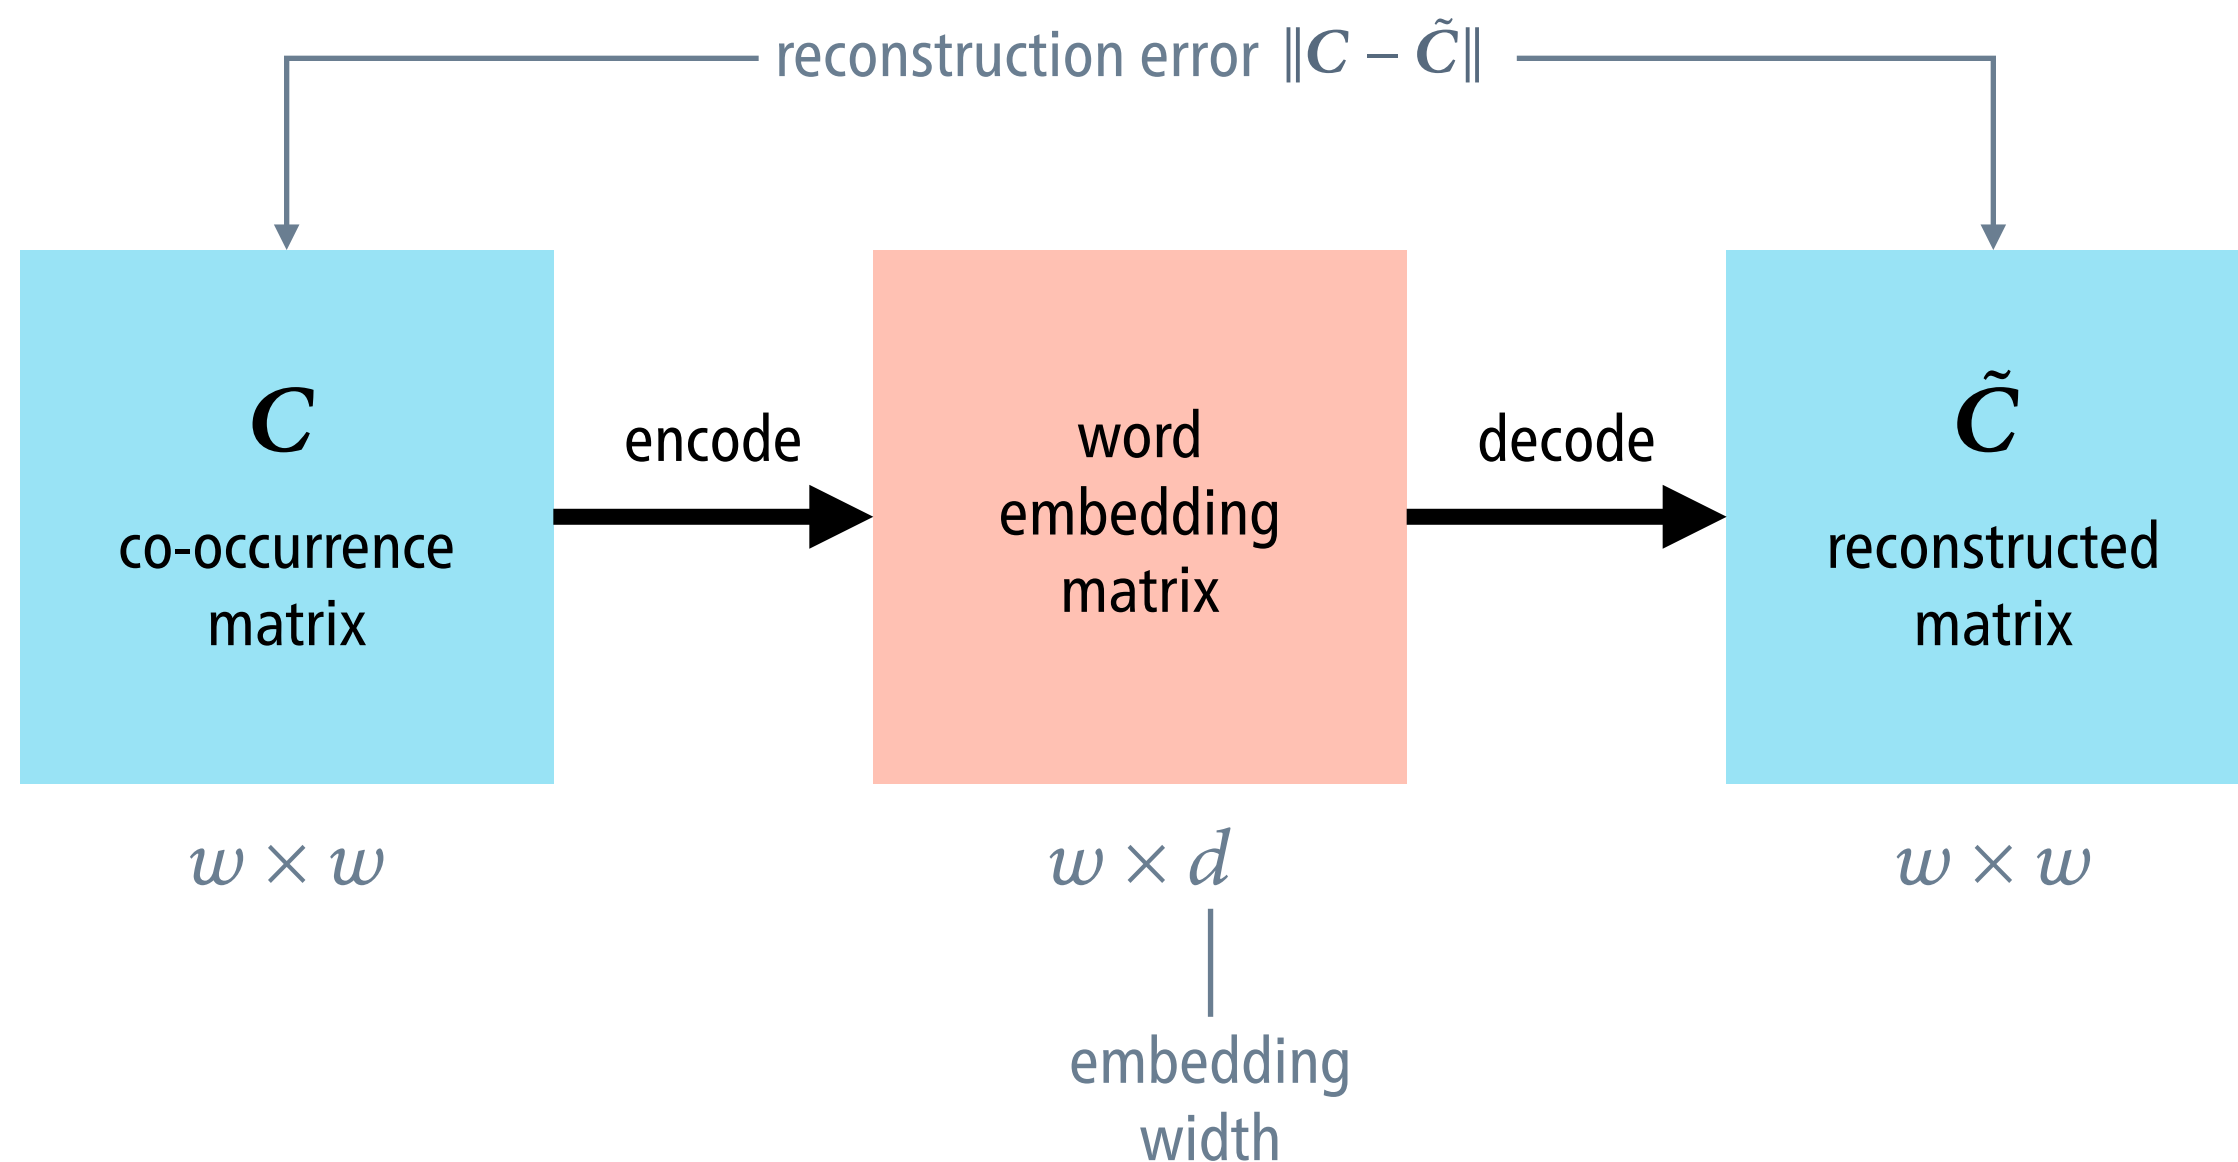 reconstruction error ‖C – C̃‖
C
co-occurrence
matrix
encode
word
embedding
matrix
decode
C̃
reconstructed
matrix
w × w
w × d
w × w
embedding
width